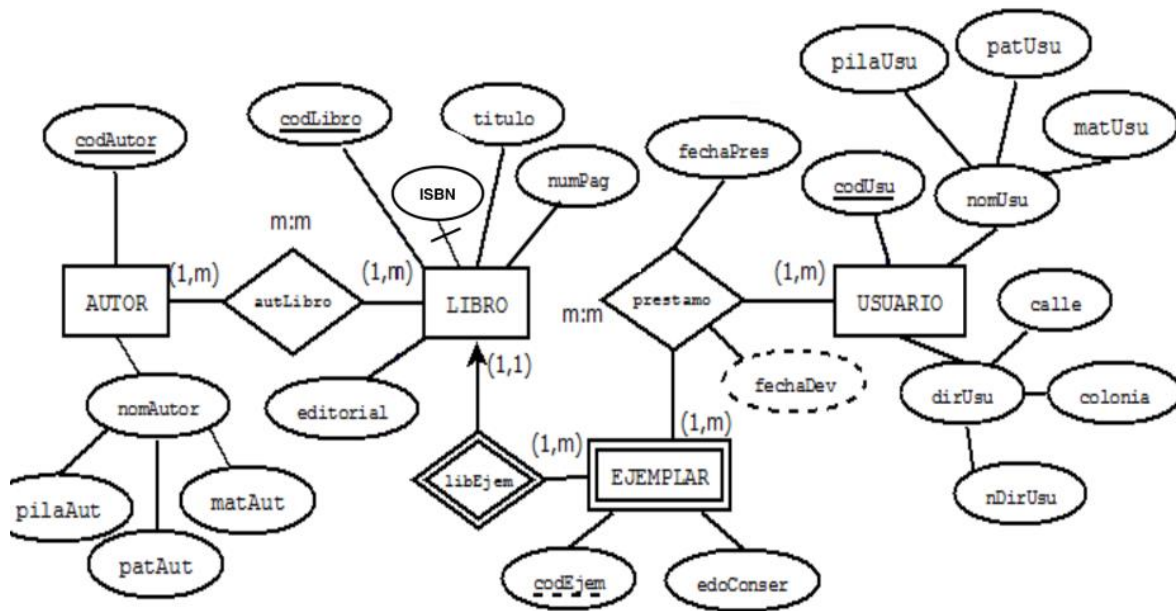 pilaUsu
patUsu
matUsu
codAutor
codLibro
titulo
fechaPres
ISBN
numPag
codUsu
nomUsu
m:m
(1,m)
(1,m)
(1,m)
AUTOR
autLibro
LIBRO
prestamo
USUARIO
calle
m:m
(1,1)
fechaDev
nomAutor
editorial
dirUsu
colonia
(1,m)
(1,m)
libEjem
EJEMPLAR
pilaAut
matAut
nDirUsu
patAut
codEjem
edoConser